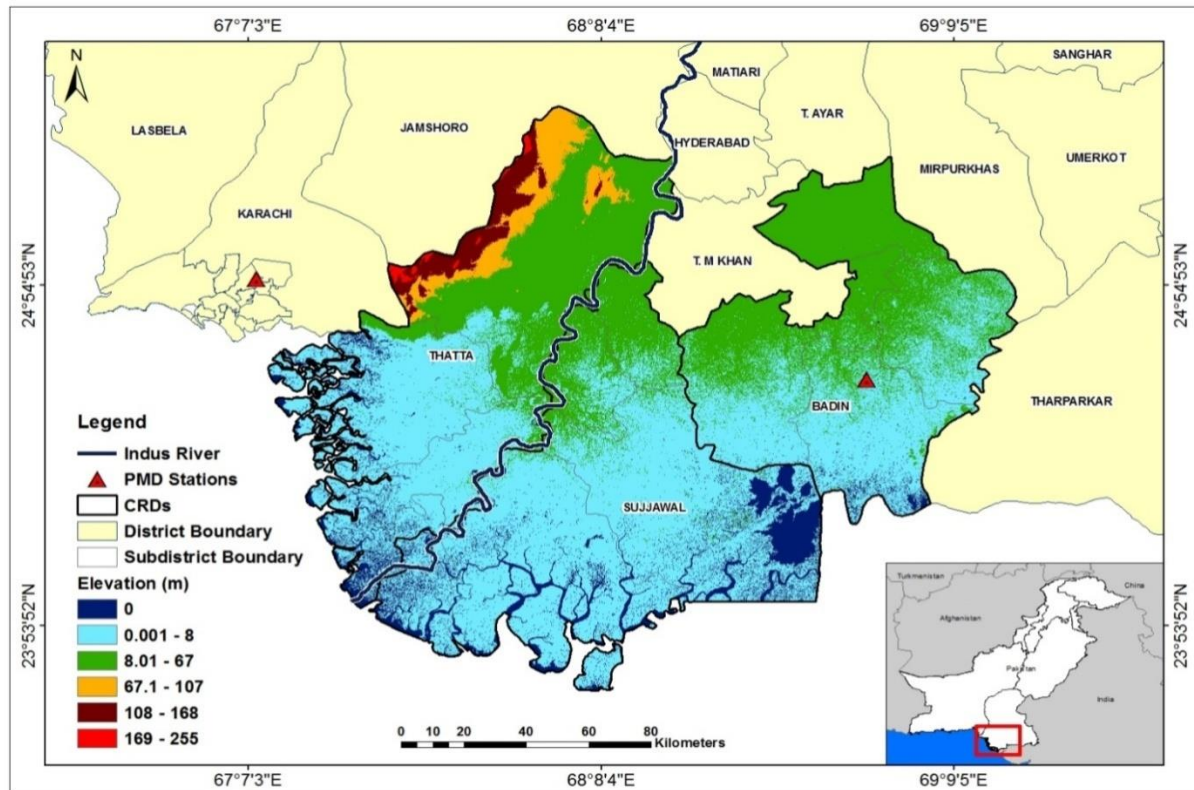 67°7'3"E 68°8'4"E 69°9'5"E
N
SANGHAR
MATIARI
T. AYAR
LASBELA
JAMSHORO
HYDERABAD
UMERKOT
MIRPURKHAS
KARACHI
24°54'53"N
T. M KHAN
24°54'53"N
THATTA
BADIN
THARPARKAR
SUJJAWAL
Legend
Indus River
PMD Stations
CRDs
District Boundary
Subdistrict Boundary
Elevation (m)
0
0.001 - 8
8.01 - 67
67.1 - 107
108 - 168
169 - 255
23°53'52"N
23°53'52"N
Turkmenistan
China
Afghanistan
Pakistan
India
0 5 10 20 30 40 60 80
Kilometers
67°7'3"E 68°8'4"E 69°9'5"E